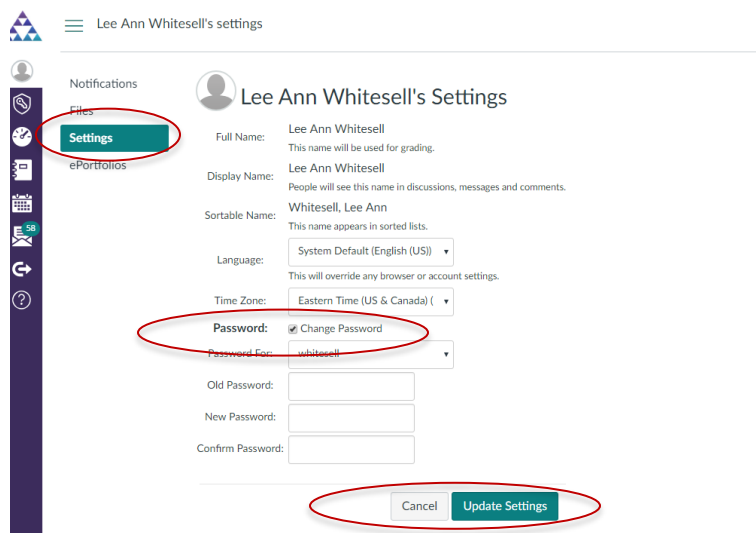 Lee Ann Whitesell's settings
Notifications
Files
Settings
ePortfolios
58
Lee Ann Whitesell's Settings
Full Name: Lee Ann Whitesell
This name will be used for grading.
Display Name: Lee Ann Whitesell
People will see this name in discussions, messages and comments.
Sortable Name: Whitesell, Lee Ann
This name appears in sorted lists.
Language: System Default (English (US))
This will override any browser or account settings.
Time Zone: Eastern Time (US & Canada) (
Password: Change Password
Password For: whitesell
Old Password:
New Password:
Confirm Password:
Cancel Update Settings